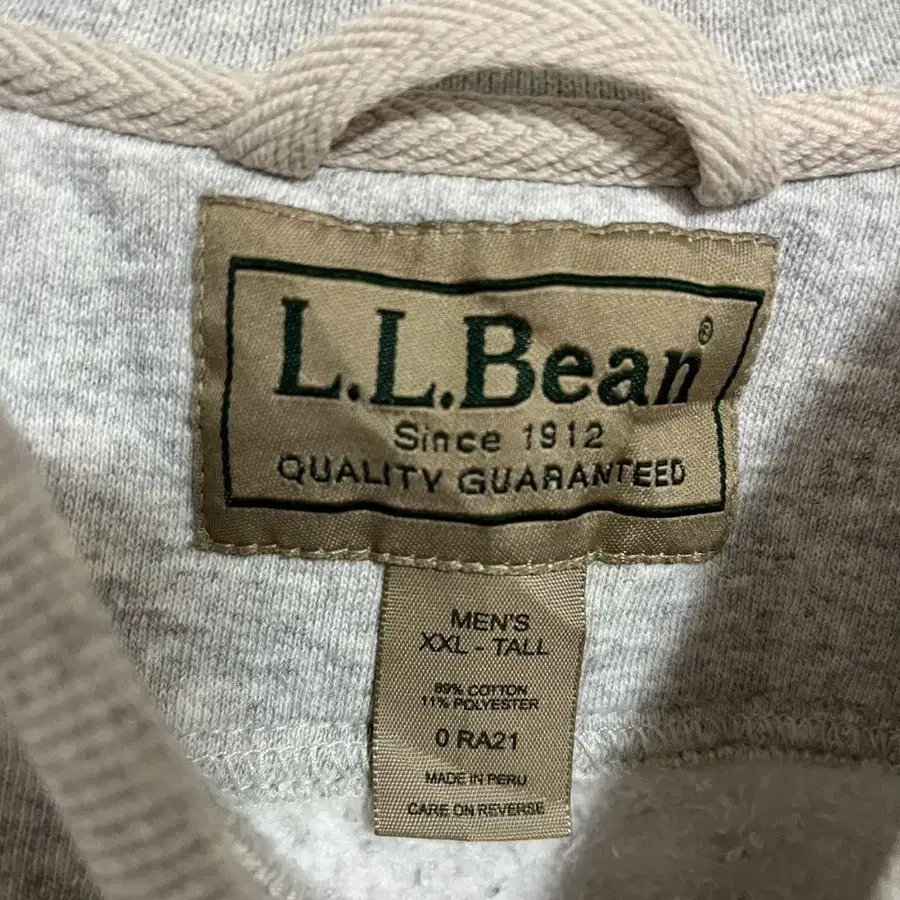 L.L.Bean®
Since 1912
QUALITY GUARANTEED
MEN'S
XXL - TALL
89% COTTON
11% POLYESTER
0 RA21
MADE IN PERU
CARE ON REVERSE